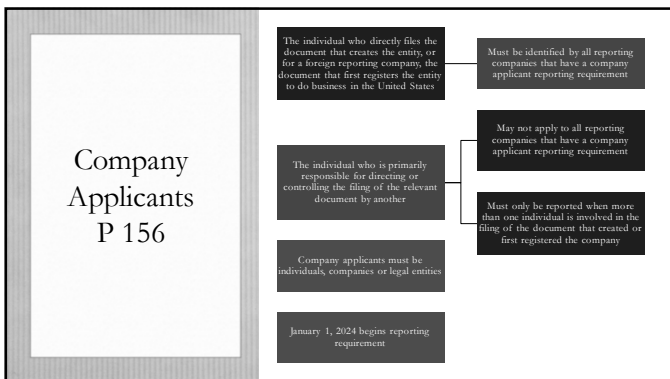 Company
Applicants
P 156
The individual who directly files the
document that creates the entity, or
for a foreign reporting company, the
document that first registers the entity
to do business in the United States
Must be identified by all reporting
companies that have a company
applicant reporting requirement
The individual who is primarily
responsible for directing or
controlling the filing of the relevant
document by another
May not apply to all reporting
companies that have a company
applicant reporting requirement
Must only be reported when more
than one individual is involved in the
filing of the document that created or
first registered the company
Company applicants must be
individuals, companies or legal entities
January 1, 2024 begins reporting
requirement